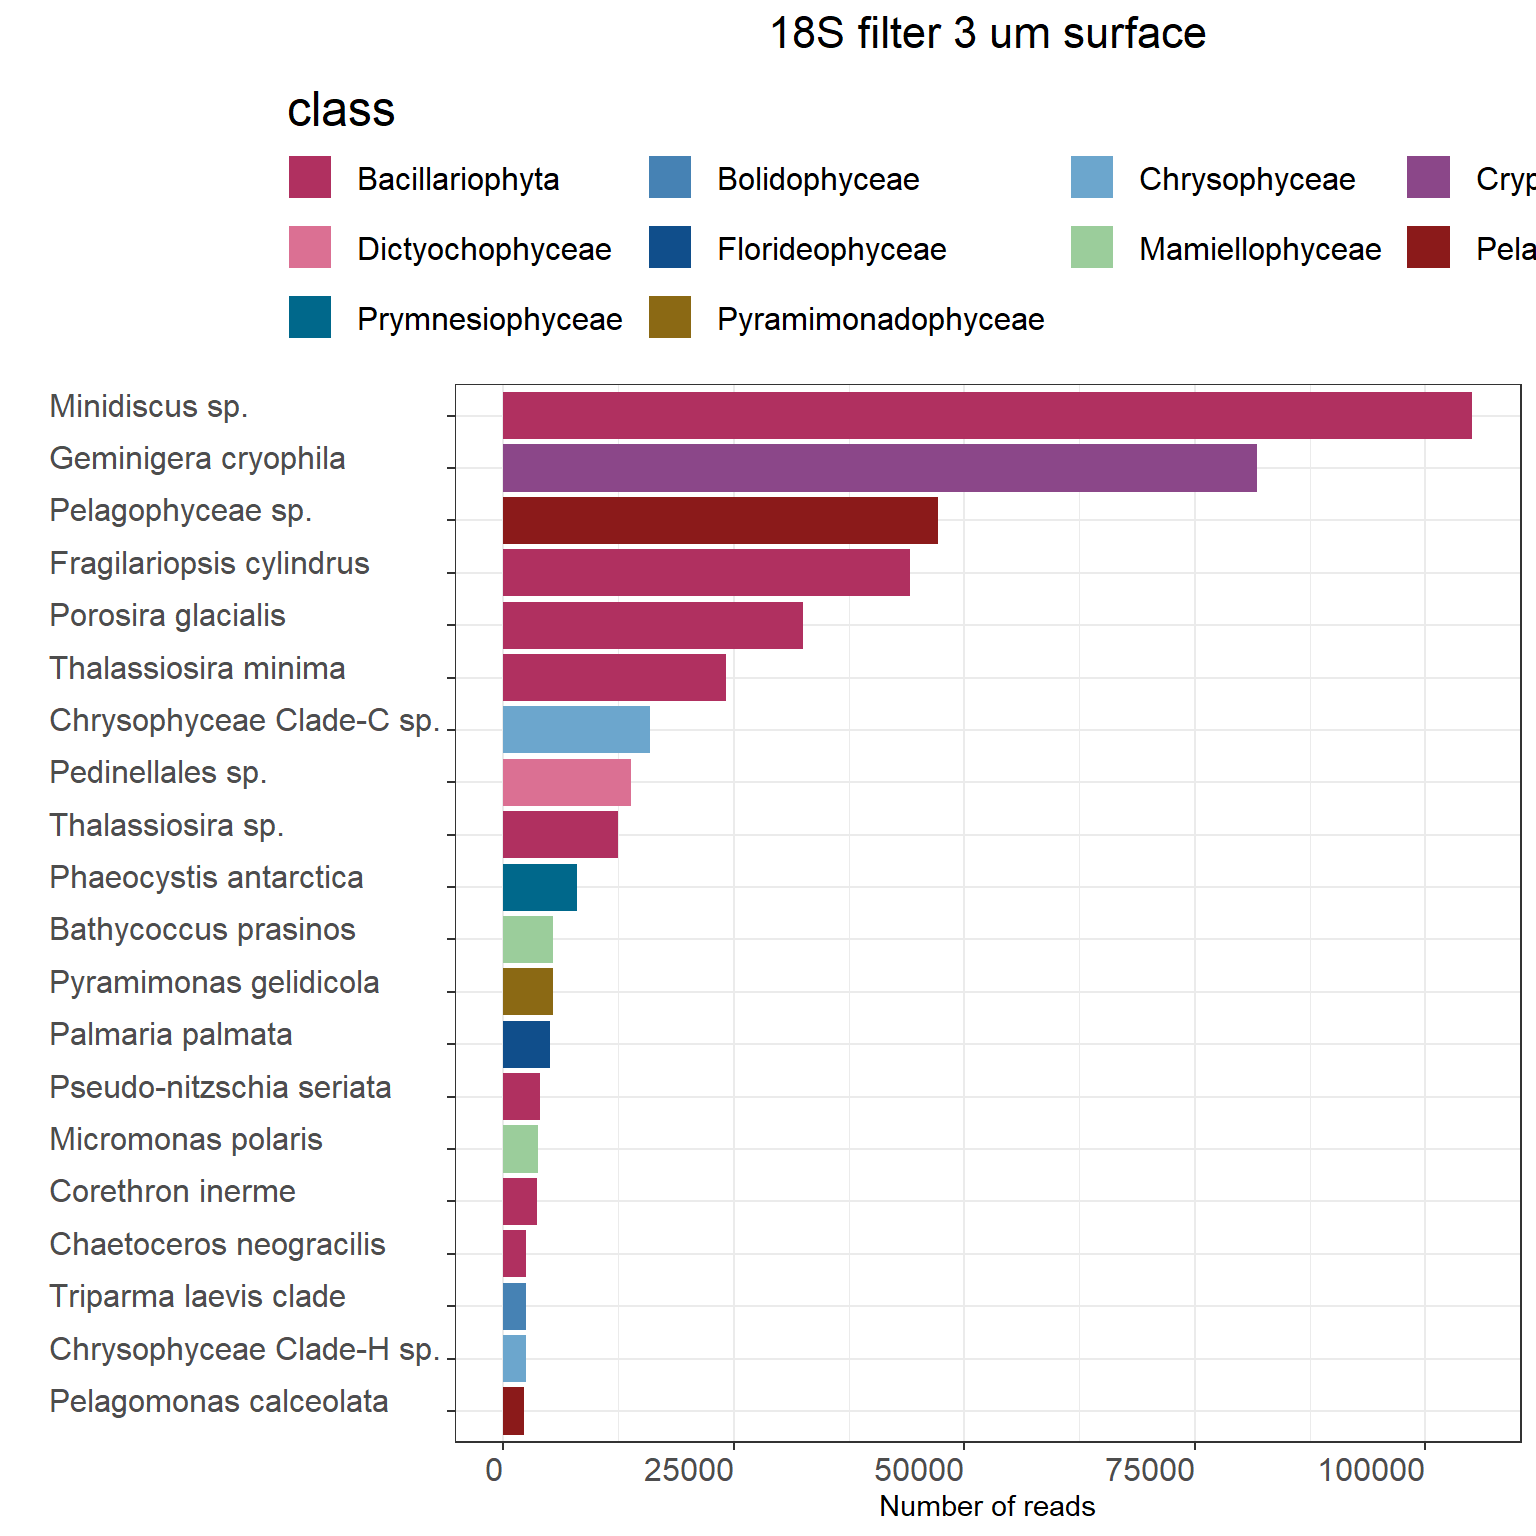 18S filter 3 um surface
class
Bacillariophyta Bolidophyceae Chrysophyceae Cryp
Dictyochophyceae Florideophyceae Mamiellophyceae Pela
Prymnesiophyceae Pyramimonadophyceae
Minidiscus sp.
Geminigera cryophila
Pelagophyceae sp.
Fragilariopsis cylindrus
Porosira glacialis
Thalassiosira minima
Chrysophyceae Clade-C sp.
Pedinellales sp.
Thalassiosira sp.
Phaeocystis antarctica
Bathycoccus prasinos
Pyramimonas gelidicola
Palmaria palmata
Pseudo-nitzschia seriata
Micromonas polaris
Corethron inerme
Chaetoceros neogracilis
Triparma laevis clade
Chrysophyceae Clade-H sp.
Pelagomonas calceolata
0 25000 50000 75000 100000
Number of reads